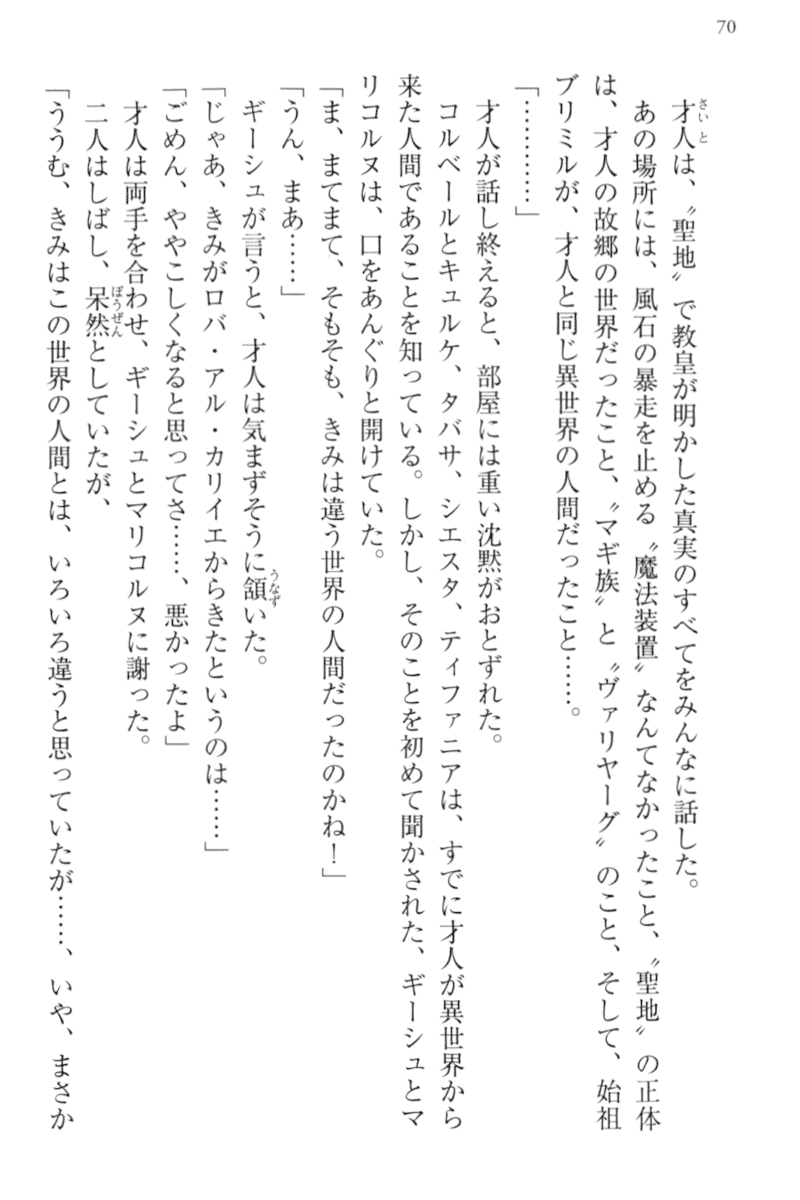 70
才人は、〝聖地〟で教皇が明かした真実のすべてをみんなに話した。
あの場所には、風石の暴走を止める〝魔法装置〟なんてなかったこと、〝聖地〟の正体
は、才人の故郷の世界だったこと、〝マギ族〟と〝ヴァリヤーグ〟のこと、そして、始祖
ブリミルが、才人と同じ異世界の人間だったこと……。
「…………」
才人が話し終えると、部屋には重い沈黙がおとずれた。
コルベールとキュルケ、タバサ、シエスタ、ティファニアは、すでに才人が異世界から
来た人間であることを知っている。しかし、そのことを初めて聞かされた、ギーシュとマ
リコルヌは、口をあんぐりと開けていた。
「ま、まてまて、そもそも、きみは違う世界の人間だったのかね！」
「うん、まあ……」
ギーシュが言うと、才人は気まずそうに頷いた。
「じゃあ、きみがロバ・アル・カリイエからきたというのは……」
「ごめん、ややこしくなると思ってさ……、悪かったよ」
才人は両手を合わせ、ギーシュとマリコルヌに謝った。
二人はしばし、呆然としていたが、
「ううむ、きみはこの世界の人間とは、いろいろ違うと思っていたが……、いや、まさか